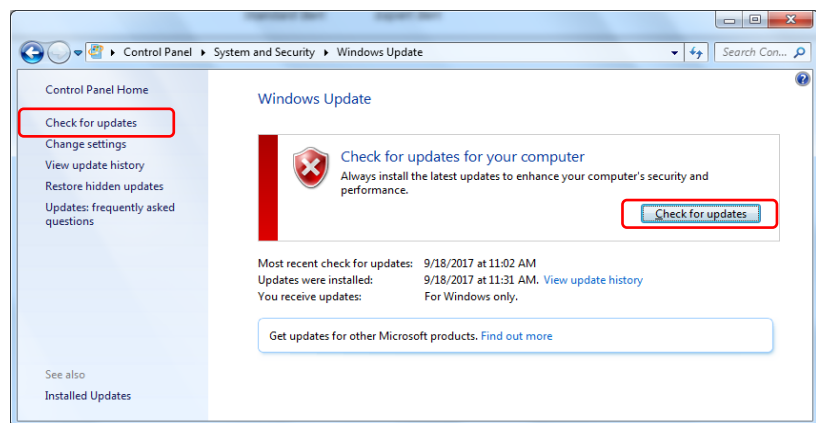 Control Panel ▸ System and Security ▸ Windows Update
Search Con...
Control Panel Home
Check for updates
Change settings
View update history
Restore hidden updates
Updates: frequently asked
questions
See also
Installed Updates
Windows Update
Check for updates for your computer
Always install the latest updates to enhance your computer's security and
performance.
Check for updates
Most recent check for updates: 9/18/2017 at 11:02 AM
Updates were installed: 9/18/2017 at 11:31 AM. View update history
You receive updates: For Windows only.
Get updates for other Microsoft products. Find out more